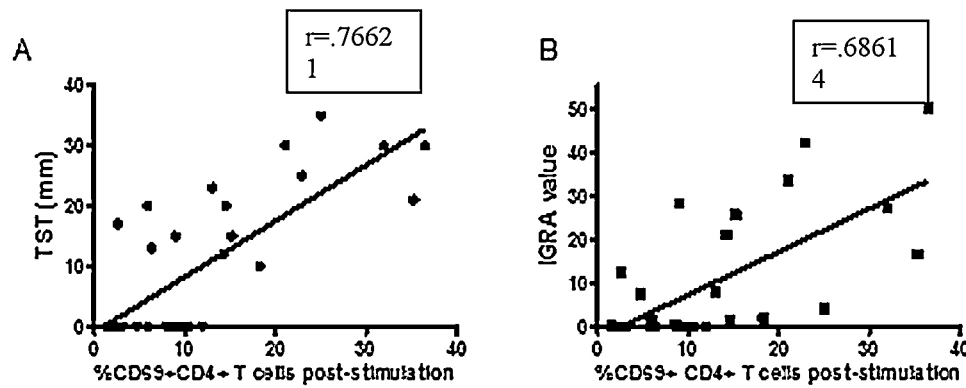 A
r=.7662
1
40
30
20
10
0
TST (mm)
0 10 20 30 40
%CD69+CD4+ T cells post-stimulation
B
r=.6861
4
50
40
30
20
10
0
IGRA value
0 10 20 30 40
%CD69+ CD4+ T cells post-stimulation